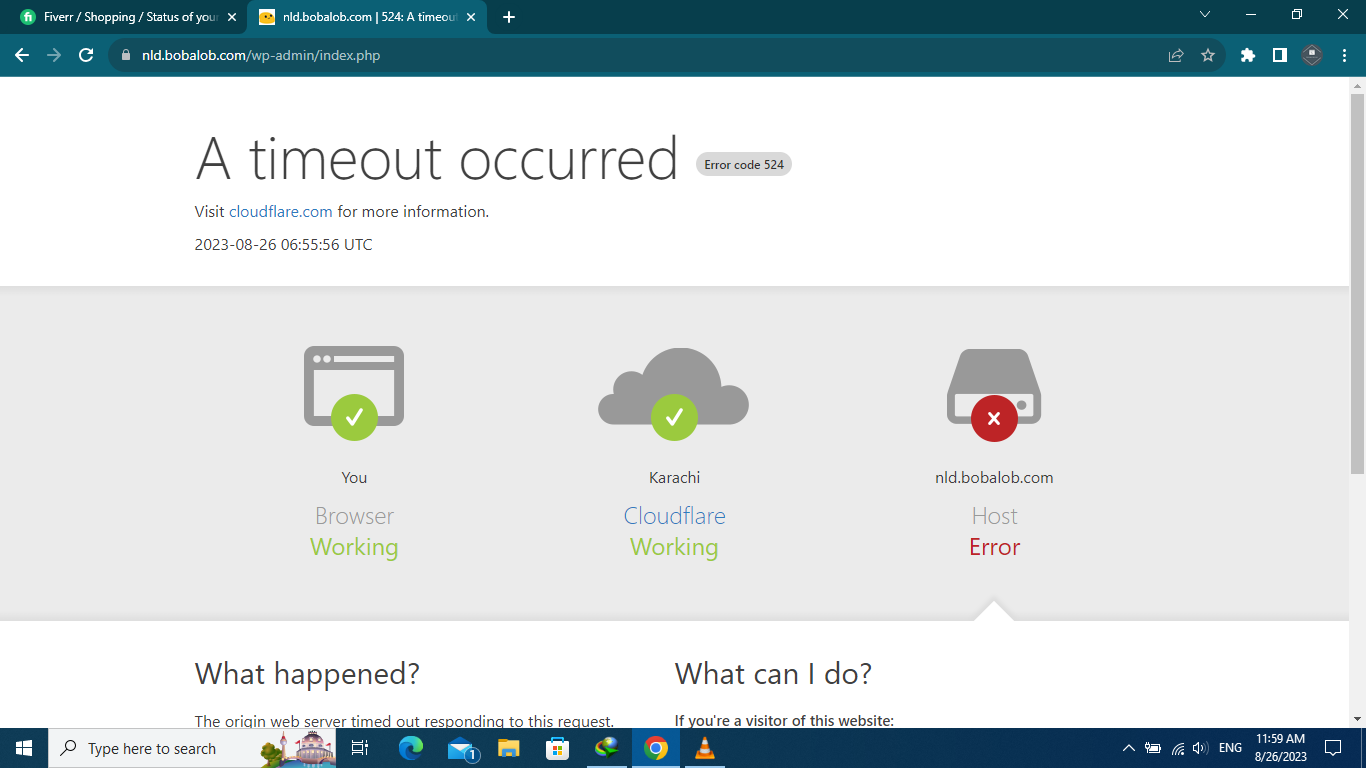 Fiverr / Shopping / Status of your
nld.bobalob.com | 524: A timeout
nld.bobalob.com/wp-admin/index.php
A timeout occurred
Error code 524
Visit cloudflare.com for more information.
2023-08-26 06:55:56 UTC
You
Browser
Working
Karachi
Cloudflare
Working
nld.bobalob.com
Host
Error
What happened?
The origin web server timed out responding to this request.
What can I do?
If you're a visitor of this website:
Type here to search
1
ENG
11:59 AM
8/26/2023